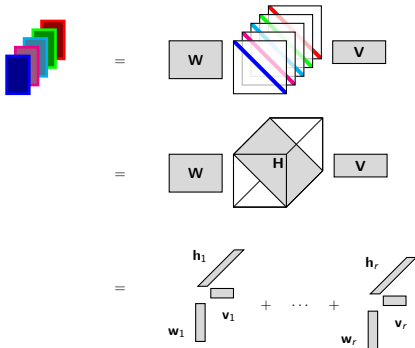 = W V
= W H V
h1 hr
= v1 + ⋯ + vr
w1 wr